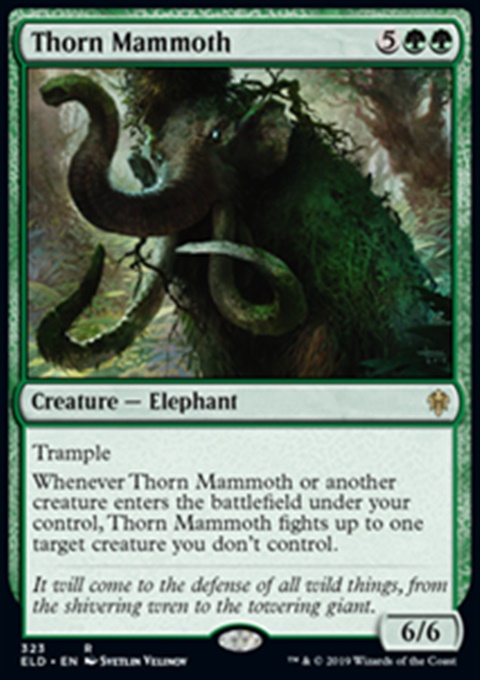 Thorn Mammoth 5
Creature — Elephant
Trample
Whenever Thorn Mammoth or another
creature enters the battlefield under your
control, Thorn Mammoth fights up to one
target creature you don't control.
It will come to the defense of all wild things, from
the shivering wren to the towering giant.
6/6
323 R
ELD • EN Svetlin Velinov
™ & © 2019 Wizards of the Coast